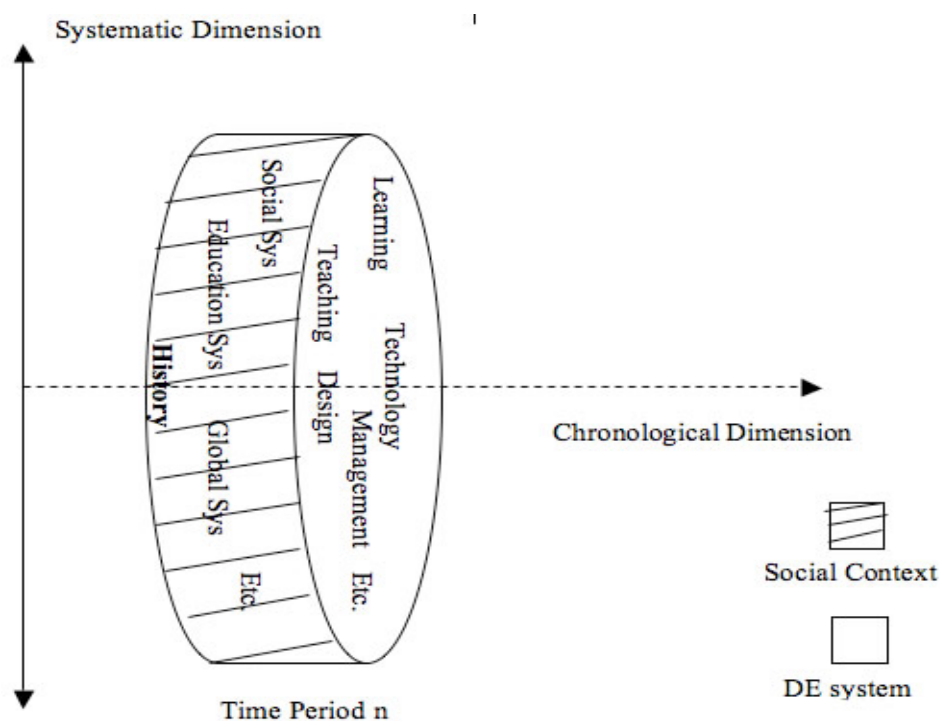 Systematic Dimension
Social Sys
Education Sys
History
Global Sys
Etc.
Learning
Teaching
Technology
Design
Management
Etc.
Chronological Dimension
Social Context
DE system
Time Period n